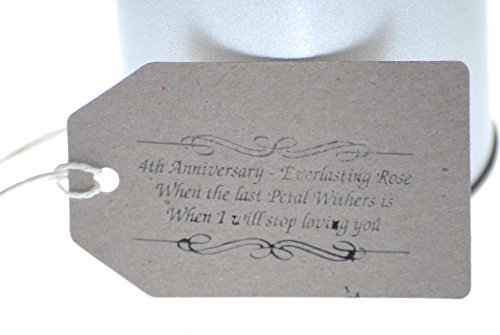 4th Anniversary - Everlasting Rose
When the last Petal Withers is
When I will stop loving you